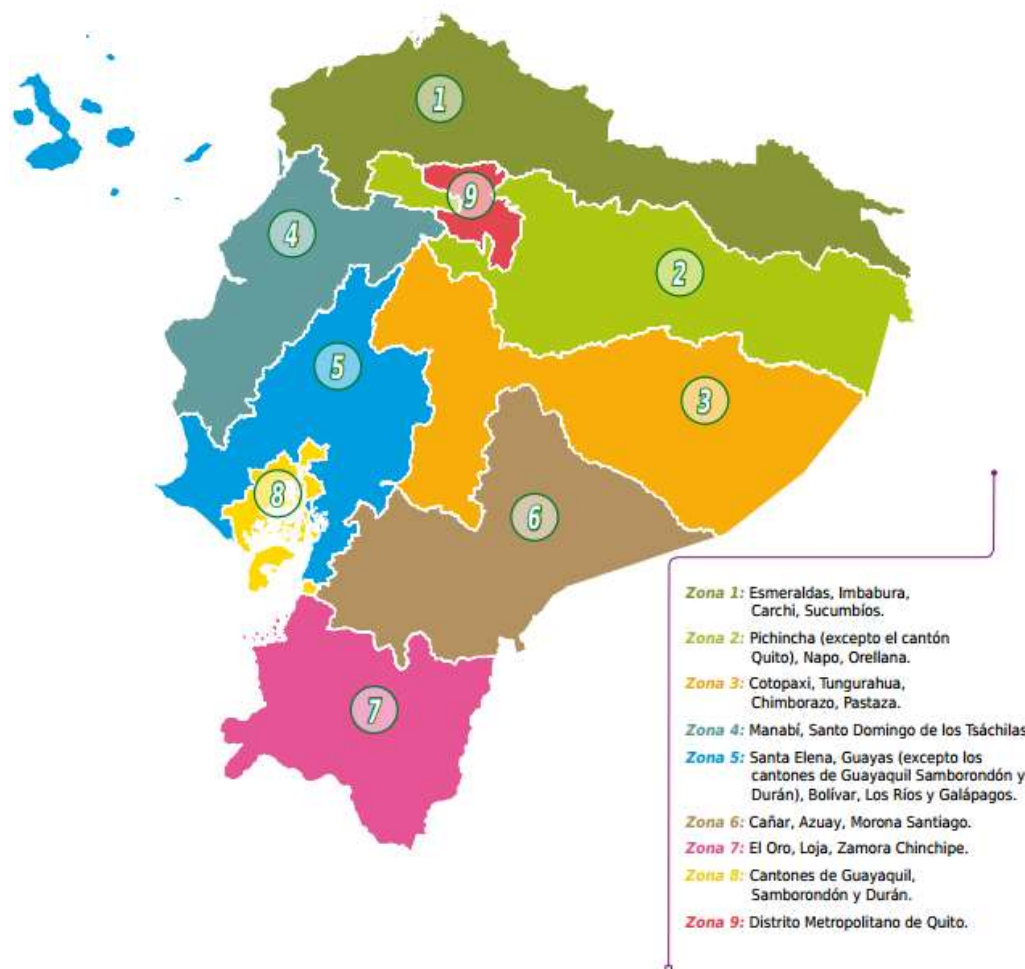 1
9
4
2
5
3
8
6
7
Zona 1: Esmeraldas, Imbabura,
Carchi, Sucumbíos.
Zona 2: Pichincha (excepto el cantón
Quito), Napo, Orellana.
Zona 3: Cotopaxi, Tungurahua,
Chimborazo, Pastaza.
Zona 4: Manabí, Santo Domingo de los Tsáchilas
Zona 5: Santa Elena, Guayas (excepto los
cantones de Guayaquil Samborondón y
Durán), Bolívar, Los Ríos y Galápagos.
Zona 6: Cañar, Azuay, Morona Santiago.
Zona 7: El Oro, Loja, Zamora Chinchipe.
Zona 8: Cantones de Guayaquil,
Samborondón y Durán.
Zona 9: Distrito Metropolitano de Quito.